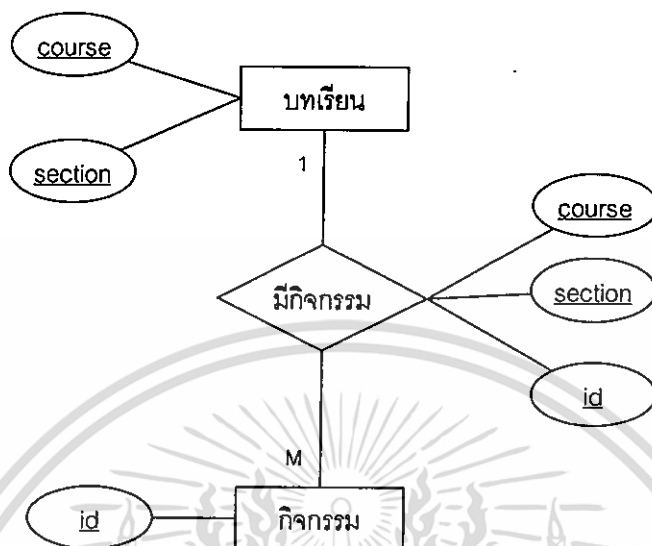 course
บทเรียน
section
1
course
section
มีกิจกรรม
id
M
id
กิจกรรม